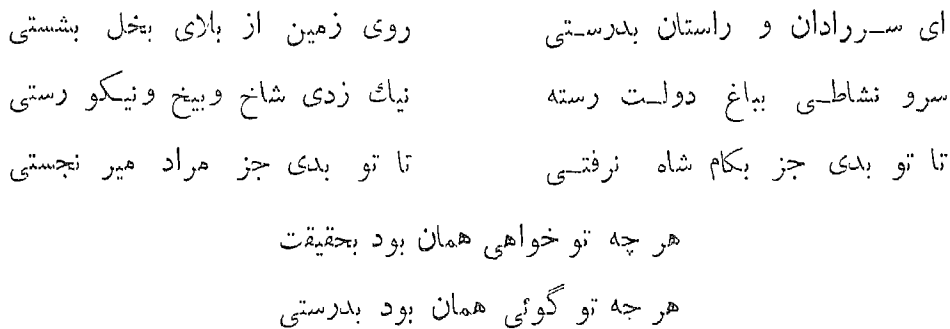 ای سررادان و راستان بدرستی روی زمین از بلای بخل بشستی
سرو نشاطی بباغ دولت رسته نیك زدی شاخ وبیخ ونیکو رستی
تا تو بدی جز بکام شاه نرفتی تا تو بدی جز مراد میر نجستی
هر چه تو خواهی همان بود بحقیقت
هر چه تو گوئی همان بود بدرستی